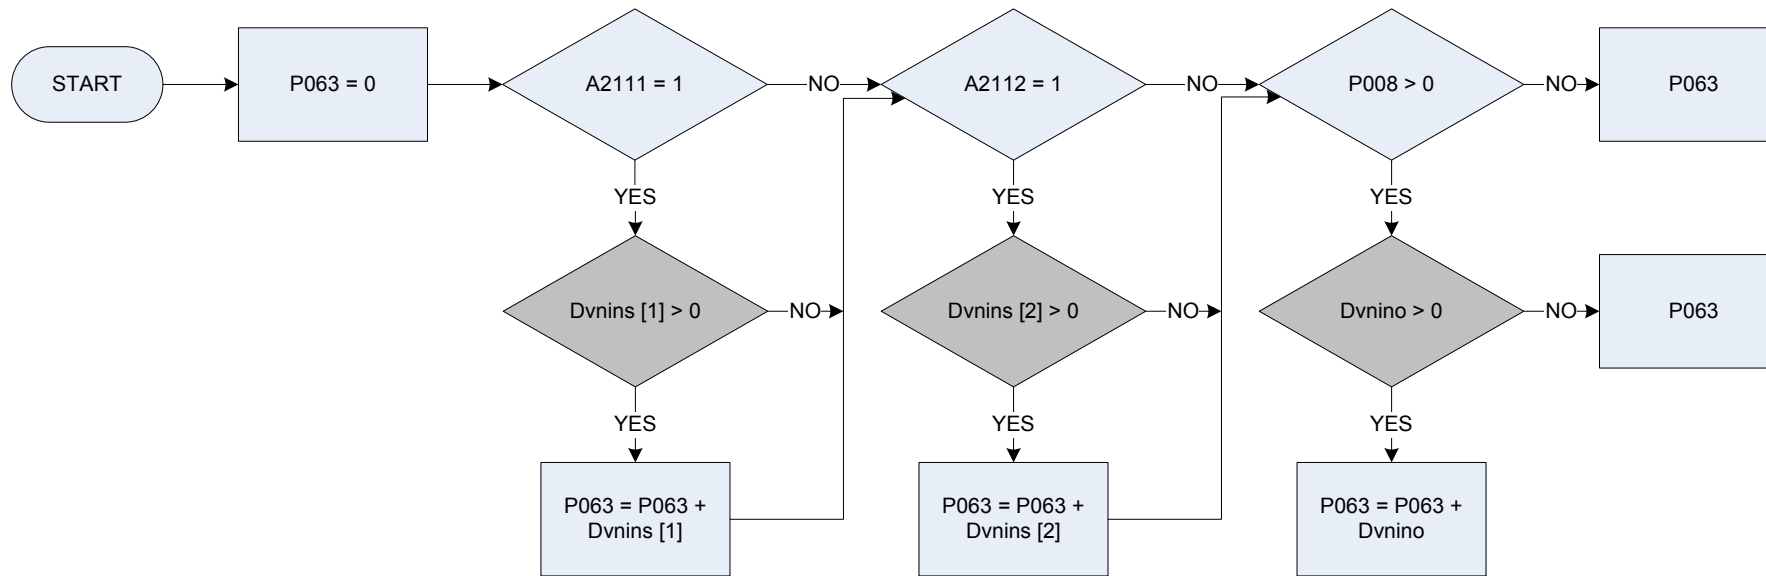 START
P063 = 0
A2111 = 1
NO
A2112 = 1
NO
P008 > 0
NO
P063
YES
YES
YES
Dvnins [1] > 0
NO
Dvnins [2] > 0
NO
Dvnino > 0
NO
P063
YES
YES
YES
P063 = P063 +
Dvnins [1]
P063 = P063 +
Dvnins [2]
P063 = P063 +
Dvnino